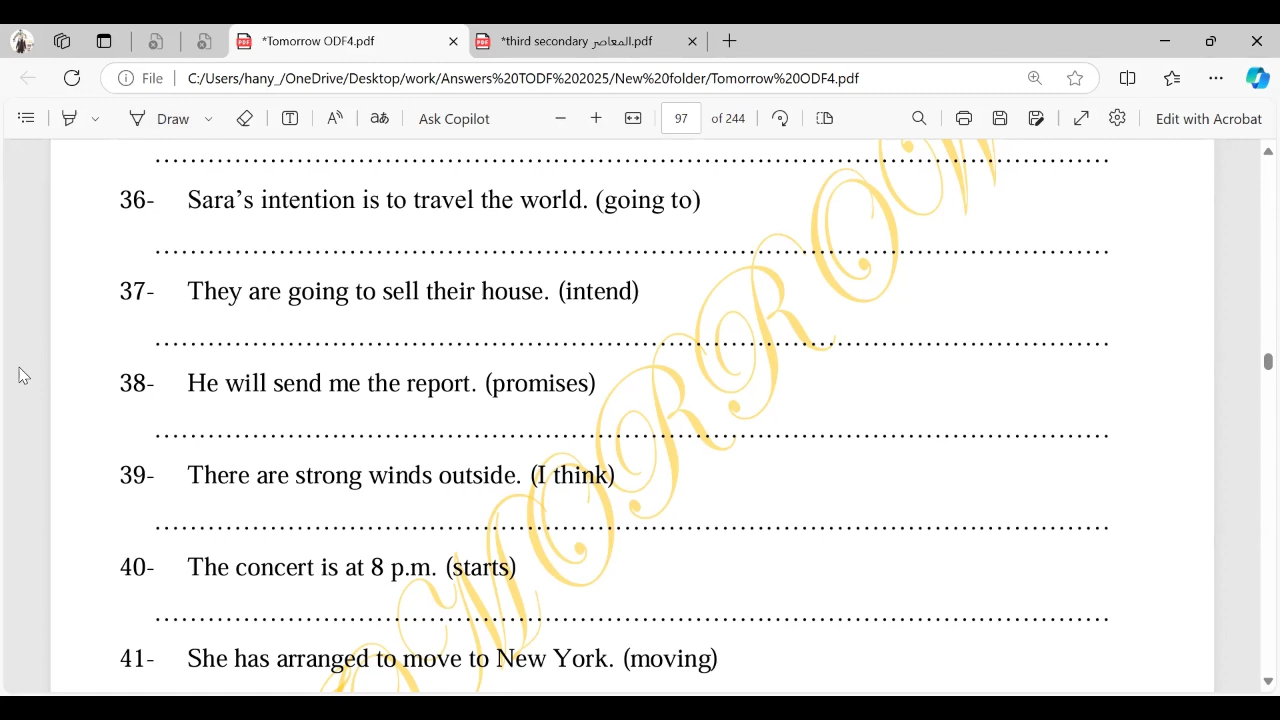 *Tomorrow ODF4.pdf
*third secondary المعاصر.pdf
File
C:/Users/hany_/OneDrive/Desktop/work/Answers%20TODF%202025/New%20folder/Tomorrow%20ODF4.pdf
Draw
Ask Copilot
97 of 244
Edit with Acrobat
36- Sara’s intention is to travel the world. (going to)
37- They are going to sell their house. (intend)
38- He will send me the report. (promises)
39- There are strong winds outside. (I think)
40- The concert is at 8 p.m. (starts)
41- She has arranged to move to New York. (moving)
TOMORROW